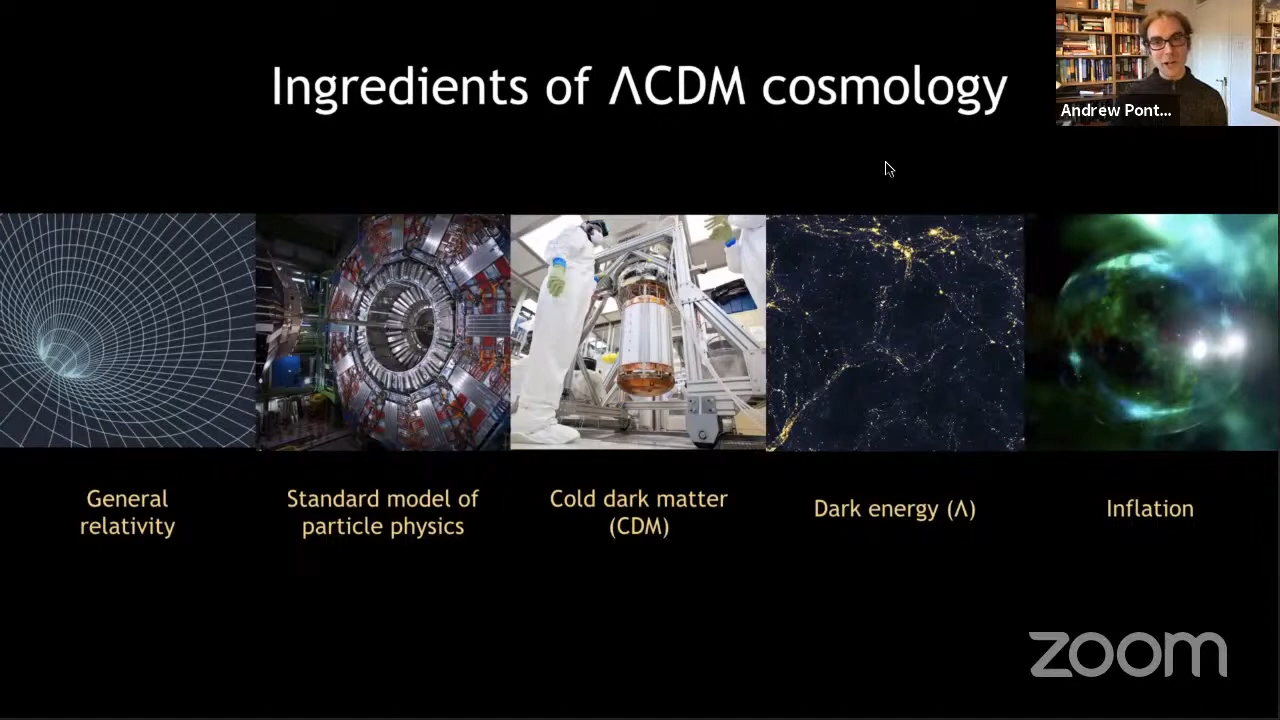 Ingredients of ΛCDM cosmology
Andrew Pont...
General
relativity
Standard model of
particle physics
Cold dark matter
(CDM)
Dark energy (Λ)
Inflation
zoom